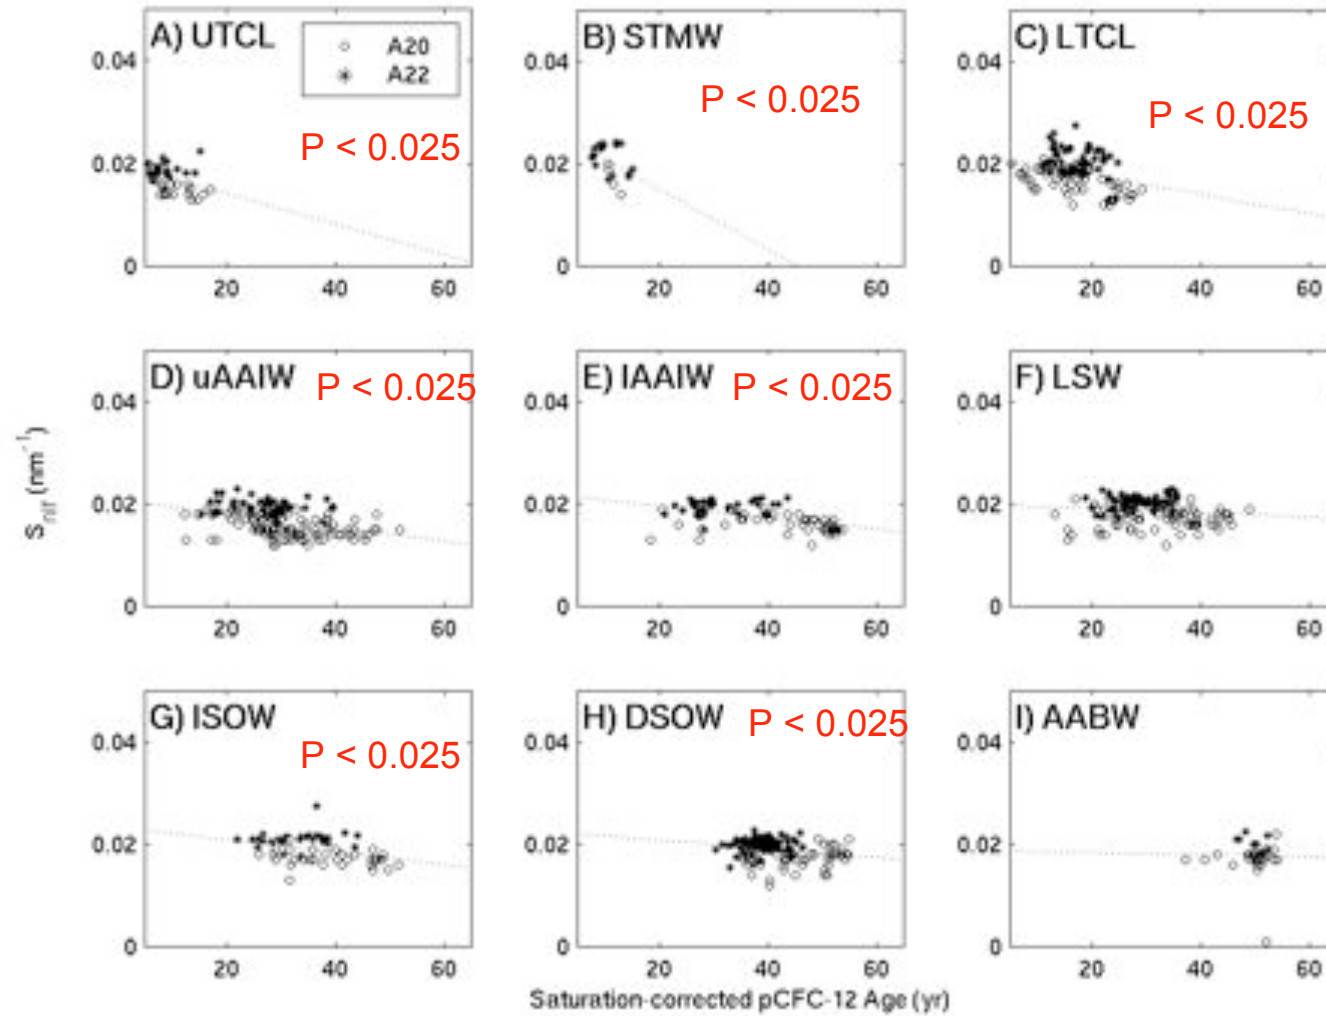 A) UTCL
A20
A22
P < 0.025
0.04
0.02
0
20 40 60
B) STMW
P < 0.025
0.04
0.02
0
20 40 60
C) LTCL
P < 0.025
0.04
0.02
0
20 40 60
D) uAAIW
P < 0.025
0.04
0.02
0
20 40 60
E) lAAIW
P < 0.025
0.04
0.02
0
20 40 60
F) LSW
0.04
0.02
0
20 40 60
S nlf (nm⁻¹)
G) ISOW
P < 0.025
0.04
0.02
0
20 40 60
H) DSOW
P < 0.025
0.04
0.02
0
20 40 60
I) AABW
0.04
0.02
0
20 40 60
Saturation-corrected pCFC-12 Age (yr)